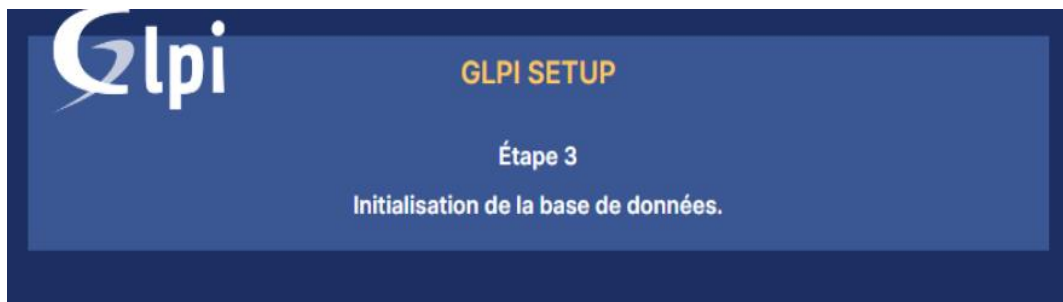 Glpi
GLPI SETUP
Étape 3
Initialisation de la base de données.